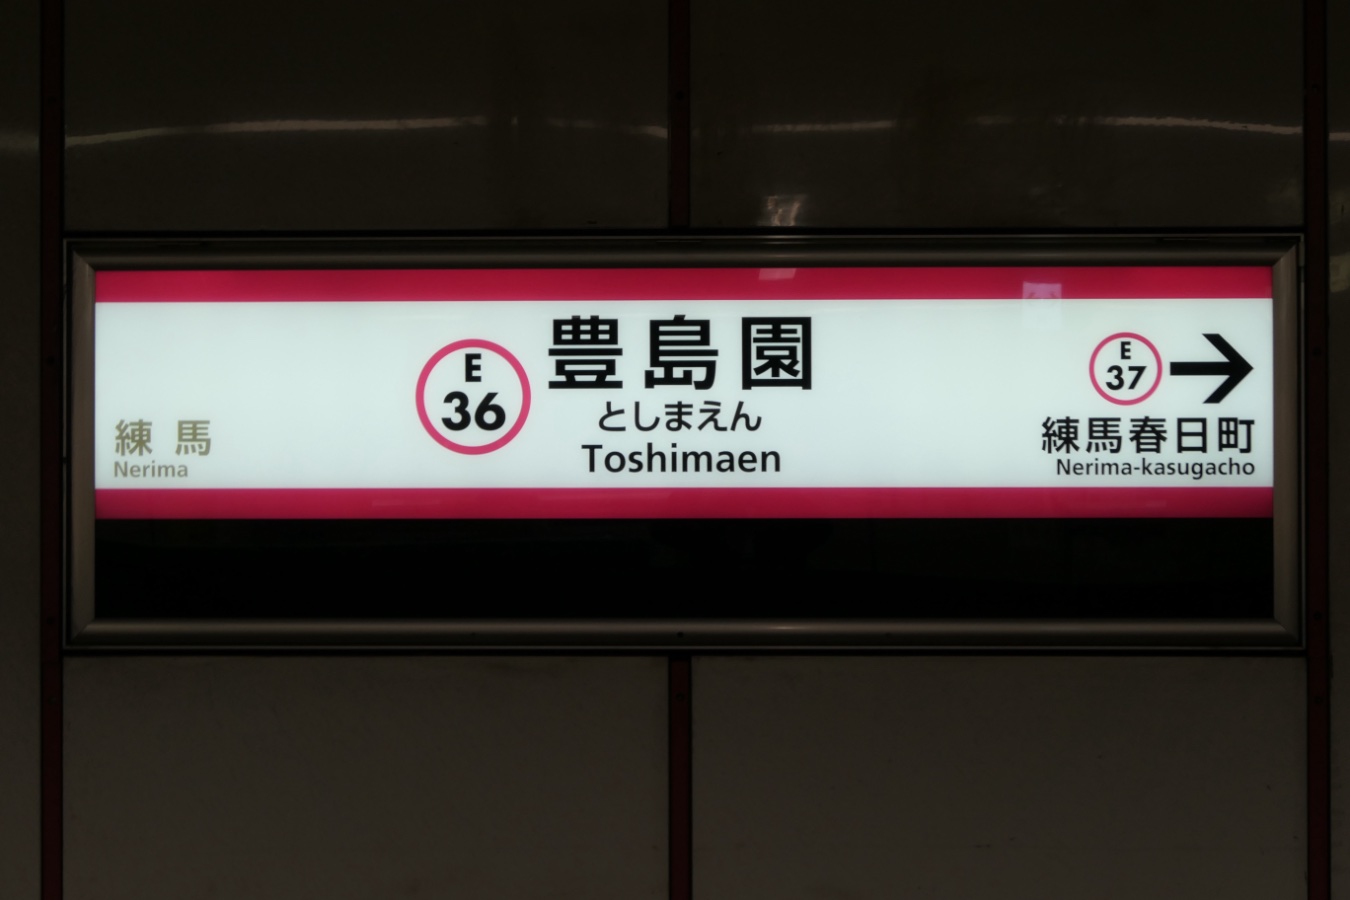 練馬
Nerima
E
36
豊島園
としまえん
Toshimaen
E
37
練馬春日町
Nerima-kasugacho